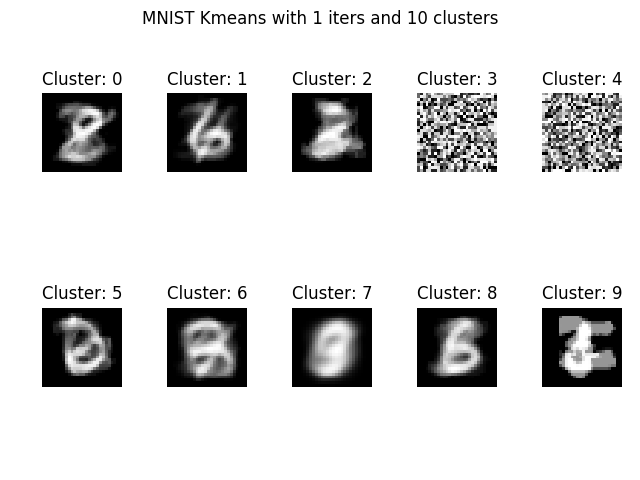 MNIST Kmeans with 1 iters and 10 clusters
Cluster: 0 Cluster: 1 Cluster: 2 Cluster: 3 Cluster: 4
Cluster: 5 Cluster: 6 Cluster: 7 Cluster: 8 Cluster: 9